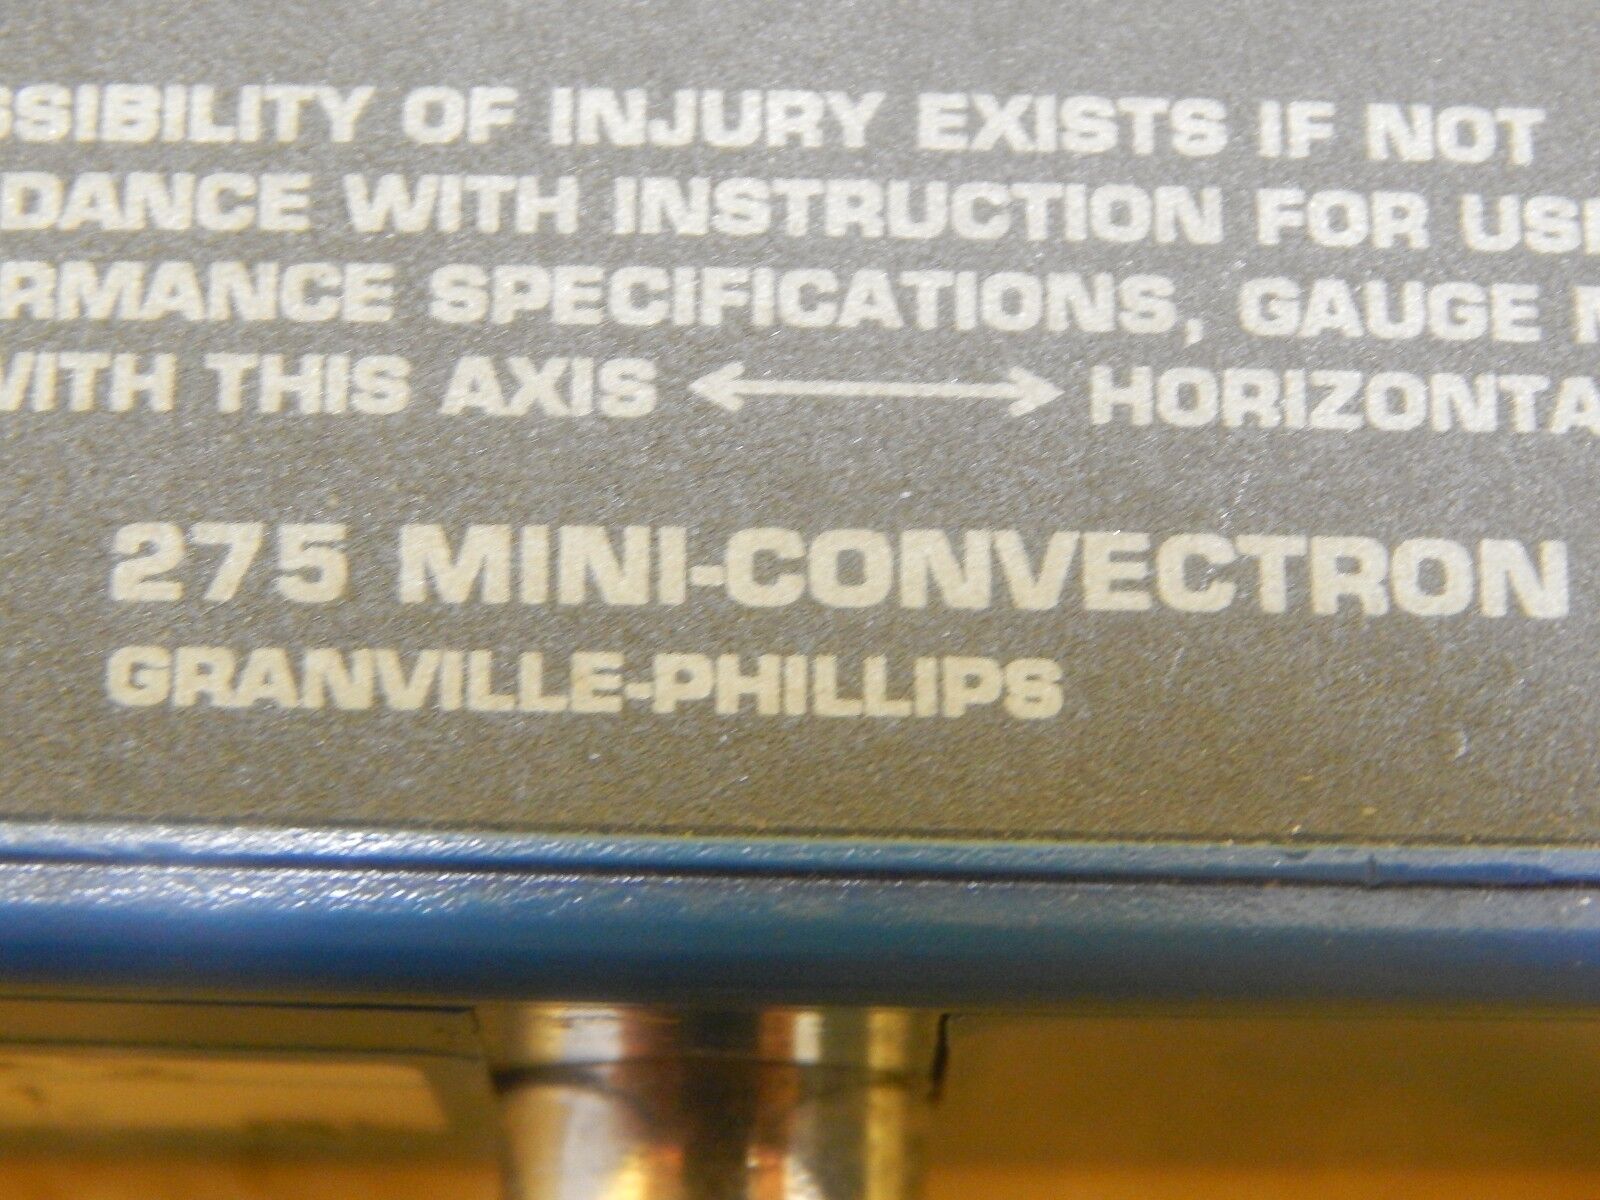 SSIBILITY OF INJURY EXISTS IF NOT
DANCE WITH INSTRUCTION FOR USE
RMANCE SPECIFICATIONS, GAUGE
WITH THIS AXIS ⟷ HORIZONTA
275 MINI-CONVECTRON
GRANVILLE-PHILLIPS